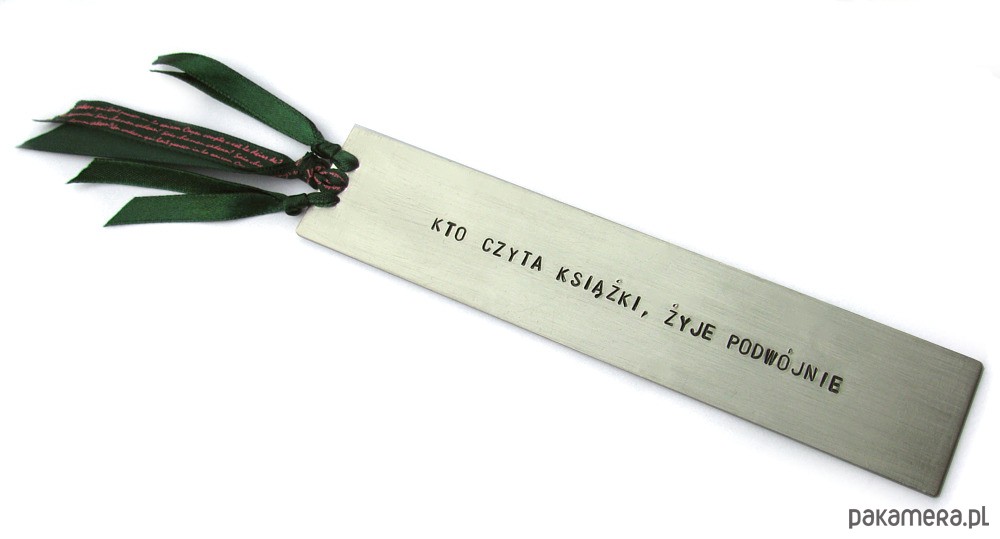 KTO CZYTA KSIĄŻKI, ŻYJE PODWÓJNIE
pakamera.pl